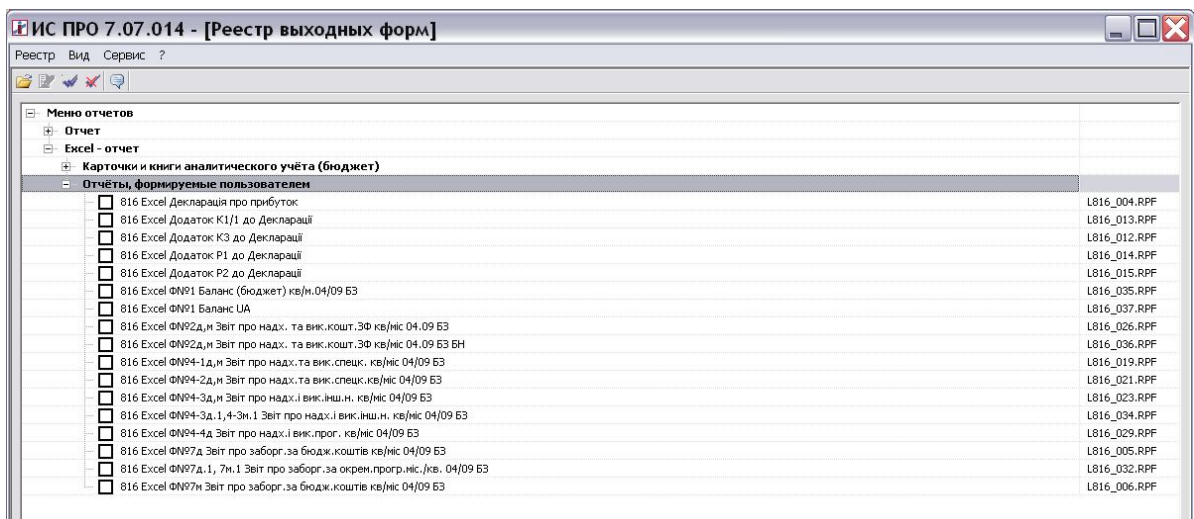 ИС ПРО 7.07.014 - [Реестр выходных форм]
Реестр Вид Сервис ?
Меню отчетов
Отчет
Excel - отчет
Карточки и книги аналитического учёта (бюджет)
Отчёты, формируемые пользователем
816 Excel Декларація про прибуток L816_004.RPF
816 Excel Додаток К1/1 до Декларації L816_013.RPF
816 Excel Додаток К3 до Декларації L816_012.RPF
816 Excel Додаток Р1 до Декларації L816_014.RPF
816 Excel Додаток Р2 до Декларації L816_015.RPF
816 Excel Ф№1 Баланс (бюджет) кв/м.04/09 БЗ L816_035.RPF
816 Excel Ф№1 Баланс UA L816_037.RPF
816 Excel Ф№2д,м Звіт про надх. та вик.кошт.ЗФ кв/міс 04.09 БЗ L816_026.RPF
816 Excel Ф№2д,м Звіт про надх. та вик.кошт.ЗФ кв/міс 04.09 БЗ БН L816_036.RPF
816 Excel Ф№4-1д,м Звіт про надх.та вик.спецк. кв/міс 04/09 БЗ L816_019.RPF
816 Excel Ф№4-2д,м Звіт про надх.та вик.спецк.кв/міс 04/09 БЗ L816_021.RPF
816 Excel Ф№4-3д,м Звіт про надх.і вик.інш.н. кв/міс 04/09 БЗ L816_023.RPF
816 Excel Ф№4-3д.1,4-3м.1 Звіт про надх.і вик.інш.н. кв/міс 04/09 БЗ L816_034.RPF
816 Excel Ф№4-4д Звіт про надх.і вик.прог. кв/міс 04/09 БЗ L816_029.RPF
816 Excel Ф№7д Звіт про заборг.за бюдж.коштів кв/міс 04/09 БЗ L816_005.RPF
816 Excel Ф№7д.1, 7м.1 Звіт про заборг.за окрем.прогр.міс./кв. 04/09 БЗ L816_032.RPF
816 Excel Ф№7м Звіт про заборг.за бюдж.коштів кв/міс 04/09 БЗ L816_006.RPF